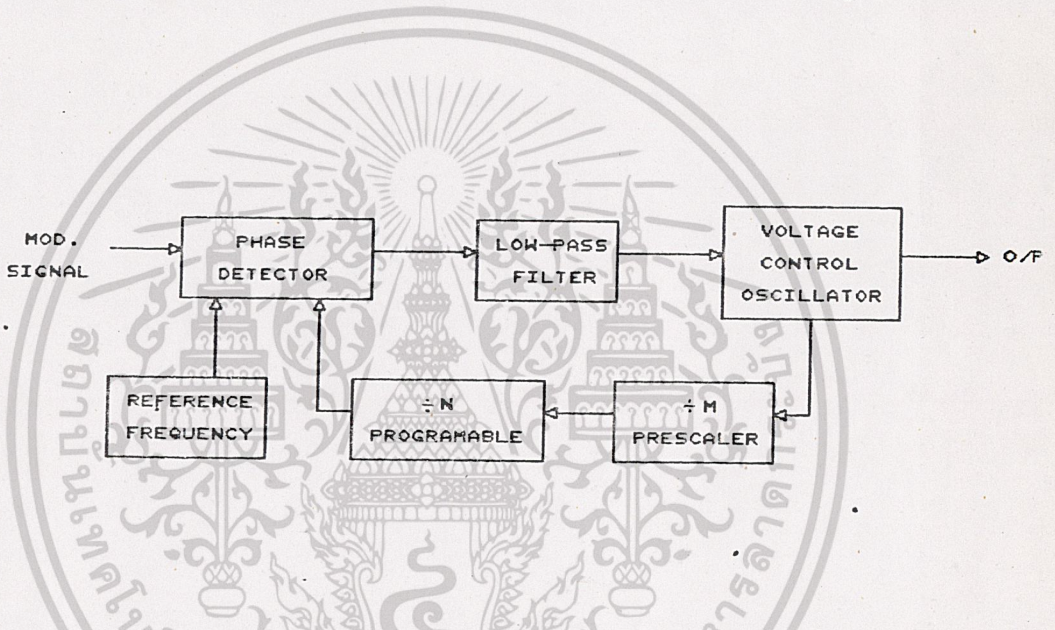 MOD.
SIGNAL
PHASE
DETECTOR
LOW-PASS
FILTER
VOLTAGE
CONTROL
OSCILLATOR
O/P
REFERENCE
FREQUENCY
÷ N
PROGRAMABLE
÷ M
PRESCALER